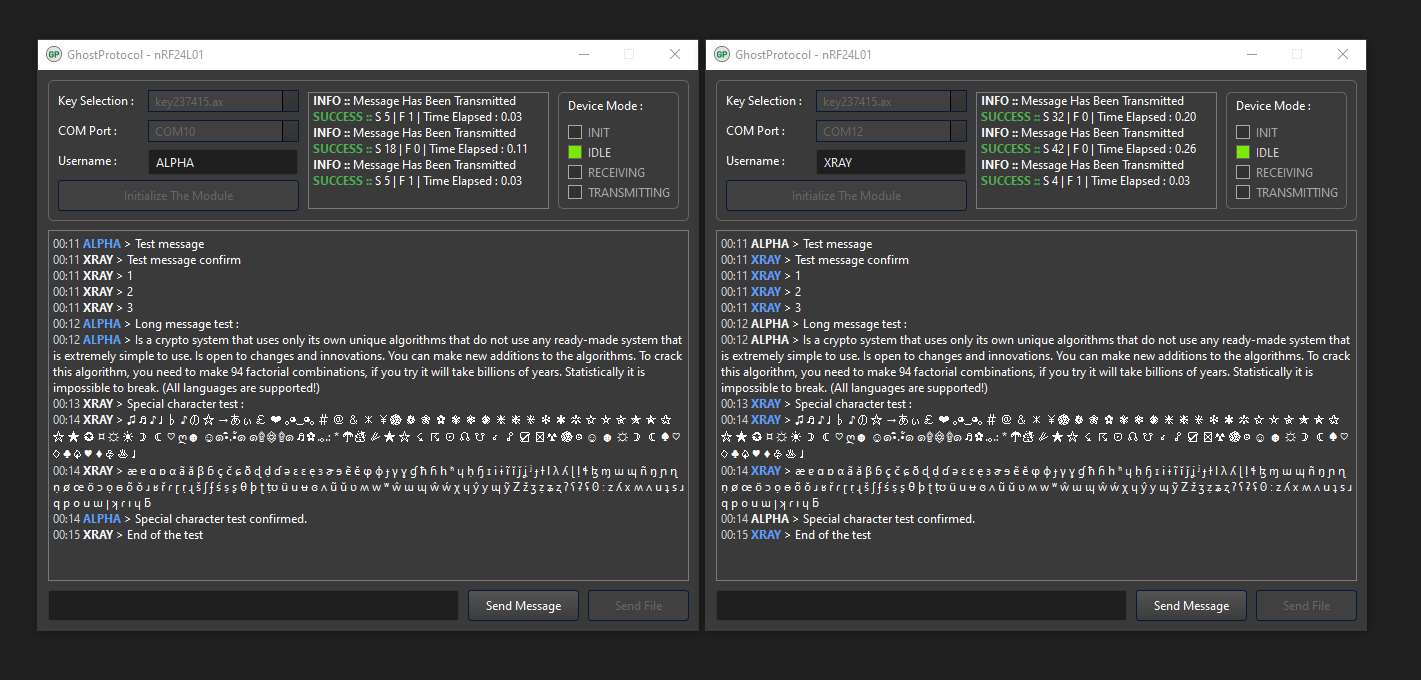 GP GhostProtocol - nRF24L01
Key Selection :
key237415.ax
COM Port :
COM10
Username :
ALPHA
Initialize The Module
INFO :: Message Has Been Transmitted
SUCCESS :: S 5 | F 1 | Time Elapsed : 0.03
INFO :: Message Has Been Transmitted
SUCCESS :: S 18 | F 0 | Time Elapsed : 0.11
INFO :: Message Has Been Transmitted
SUCCESS :: S 5 | F 1 | Time Elapsed : 0.03
Device Mode :
INIT
IDLE
RECEIVING
TRANSMITTING
00:11 ALPHA > Test message
00:11 XRAY > Test message confirm
00:11 XRAY > 1
00:11 XRAY > 2
00:11 XRAY > 3
00:12 ALPHA > Long message test :
00:12 ALPHA > Is a crypto system that uses only its own unique algorithms that do not use any ready-made system that
is extremely simple to use. Is open to changes and innovations. You can make new additions to the algorithms. To crack
this algorithm, you need to make 94 factorial combinations, if you try it will take billions of years. Statistically it is
impossible to break. (All languages are supported!)
00:13 XRAY > Special character test :
00:14 XRAY >
00:14 XRAY >
00:14 ALPHA > Special character test confirmed.
00:15 XRAY > End of the test
Send Message
Send File
GP GhostProtocol - nRF24L01
Key Selection :
key237415.ax
COM Port :
COM12
Username :
XRAY
Initialize The Module
INFO :: Message Has Been Transmitted
SUCCESS :: S 32 | F 0 | Time Elapsed : 0.20
INFO :: Message Has Been Transmitted
SUCCESS :: S 42 | F 0 | Time Elapsed : 0.26
INFO :: Message Has Been Transmitted
SUCCESS :: S 4 | F 1 | Time Elapsed : 0.03
Device Mode :
INIT
IDLE
RECEIVING
TRANSMITTING
00:11 ALPHA > Test message
00:11 XRAY > Test message confirm
00:11 XRAY > 1
00:11 XRAY > 2
00:11 XRAY > 3
00:12 ALPHA > Long message test :
00:12 ALPHA > Is a crypto system that uses only its own unique algorithms that do not use any ready-made system that
is extremely simple to use. Is open to changes and innovations. You can make new additions to the algorithms. To crack
this algorithm, you need to make 94 factorial combinations, if you try it will take billions of years. Statistically it is
impossible to break. (All languages are supported!)
00:13 XRAY > Special character test :
00:14 XRAY >
00:14 XRAY >
00:14 ALPHA > Special character test confirmed.
00:15 XRAY > End of the test
Send Message
Send File